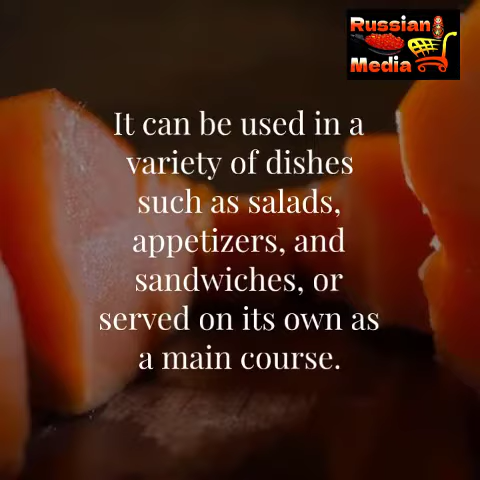 Russian
Media
It can be used in a
variety of dishes
such as salads,
appetizers, and
sandwiches, or
served on its own as
a main course.